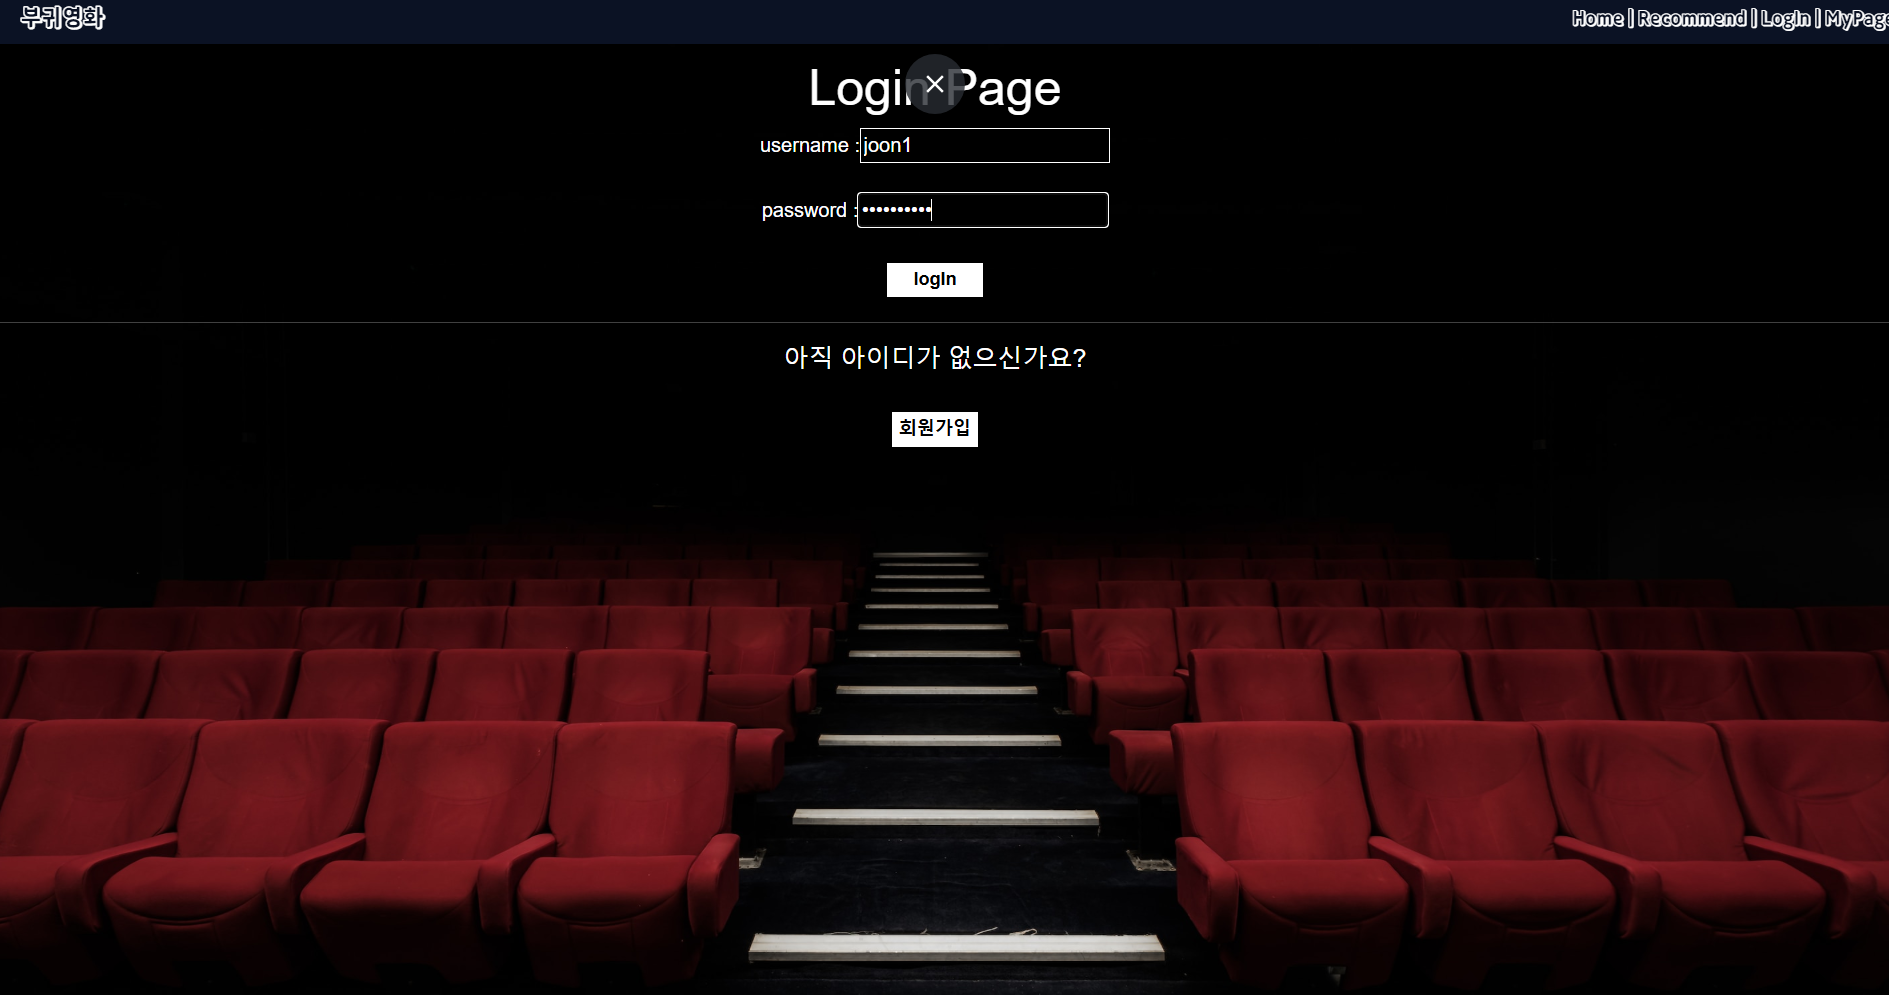 부귀영화
Home | Recommend | LogIn | MyPage
Login Page
username : joon1
password : ••••••••••
logIn
아직 아이디가 없으신가요?
회원가입